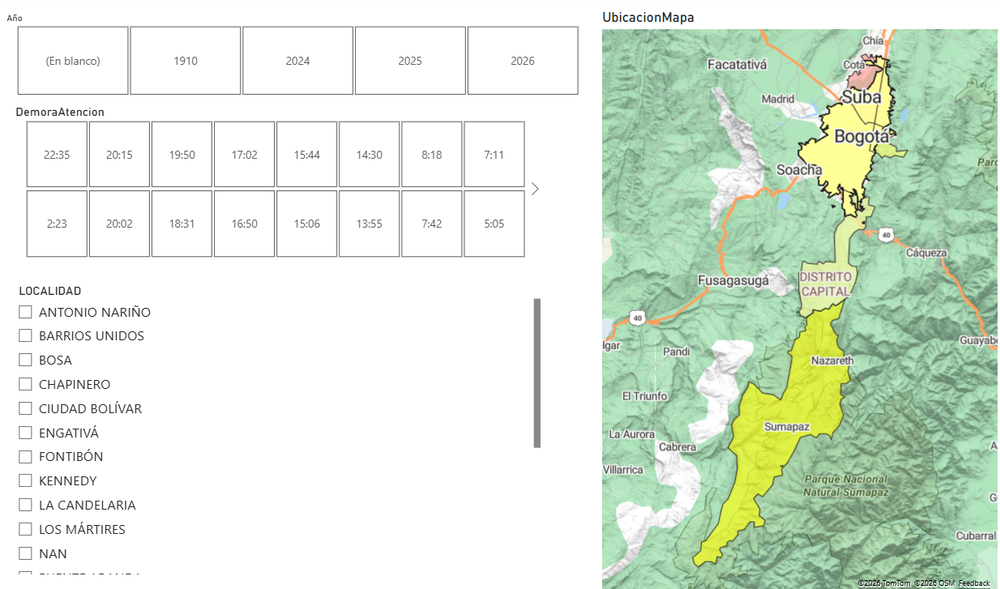 Año
(En blanco) 1910 2024 2025 2026
DemoraAtencion
22:35 20:15 19:50 17:02 15:44 14:30 8:18 7:11
2:23 20:02 18:31 16:50 15:06 13:55 7:42 5:05
LOCALIDAD
ANTONIO NARIÑO
BARRIOS UNIDOS
BOSA
CHAPINERO
CIUDAD BOLÍVAR
ENGATIVÁ
FONTIBÓN
KENNEDY
LA CANDELARIA
LOS MÁRTIRES
NAN
UbicacionMapa
Chía
Facatativá
Cota
Madrid
Suba
Bogotá
Soacha
40
Cáqueza
Fusagasugá
DISTRITO
CAPITAL
40
Pandi
Nazareth
El Triunfo
Sumapaz
La Aurora
Cabrera
Villarrica
Parque Nacional
Natural Sumapaz
Cubarral
©2026 TomTom, ©2026 OSM Feedback